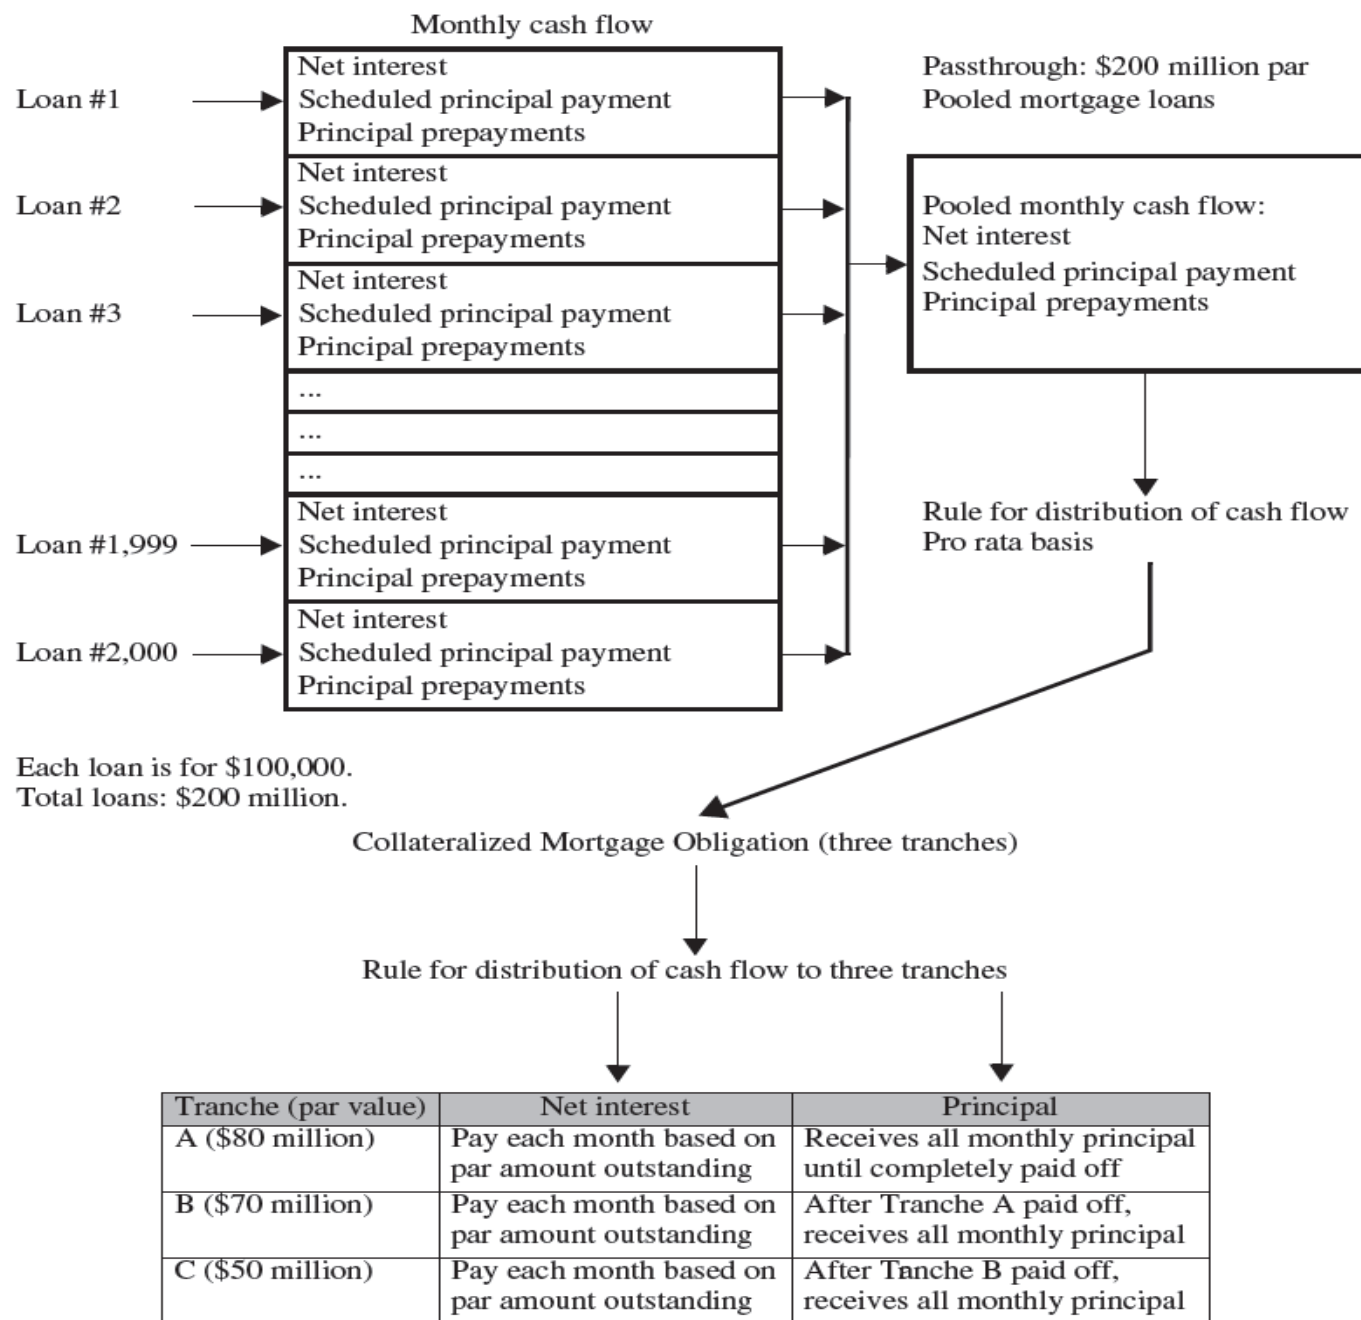 Monthly cash flow
Loan #1
Net interest
Scheduled principal payment
Principal prepayments
Loan #2
Net interest
Scheduled principal payment
Principal prepayments
Loan #3
Net interest
Scheduled principal payment
Principal prepayments
...
...
...
Loan #1,999
Net interest
Scheduled principal payment
Principal prepayments
Loan #2,000
Net interest
Scheduled principal payment
Principal prepayments
Each loan is for $100,000.
Total loans: $200 million.
Passthrough: $200 million par
Pooled mortgage loans
Pooled monthly cash flow:
Net interest
Scheduled principal payment
Principal prepayments
Rule for distribution of cash flow
Pro rata basis
Collateralized Mortgage Obligation (three tranches)
Rule for distribution of cash flow to three tranches
Tranche (par value) Net interest Principal
A ($80 million) Pay each month based on Receives all monthly principal
par amount outstanding until completely paid off
B ($70 million) Pay each month based on After Tranche A paid off,
par amount outstanding receives all monthly principal
C ($50 million) Pay each month based on After Tranche B paid off,
par amount outstanding receives all monthly principal